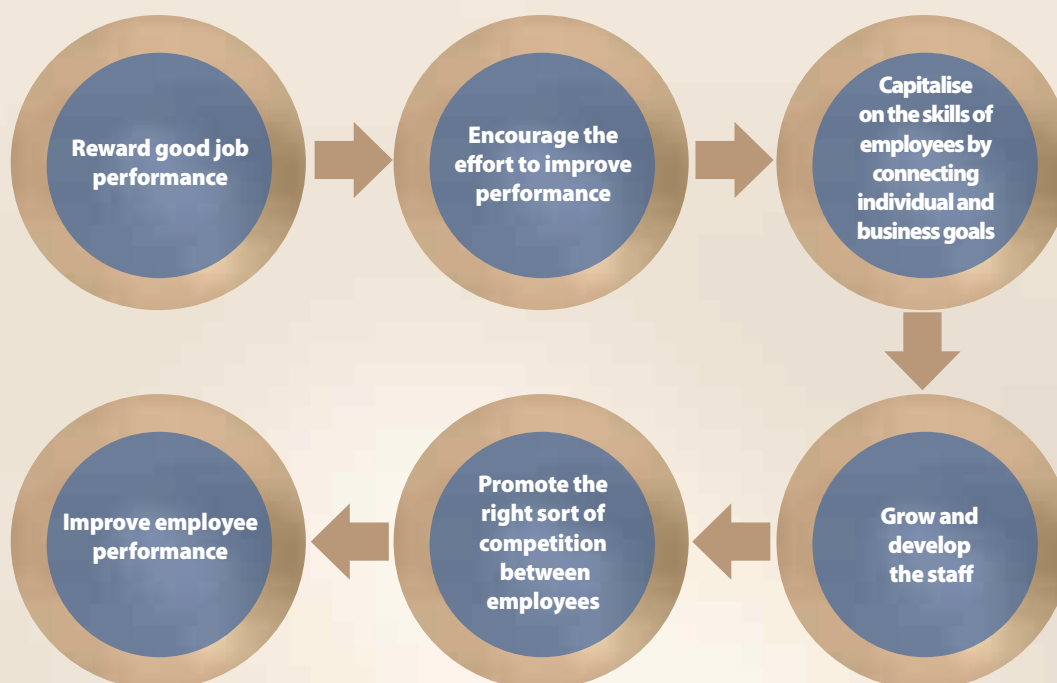 Reward good job
performance
Encourage the
effort to improve
performance
Capitalise
on the skills of
employees by
connecting
individual and
business goals
Grow and
develop
the staff
Promote the
right sort of
competition
between
employees
Improve employee
performance